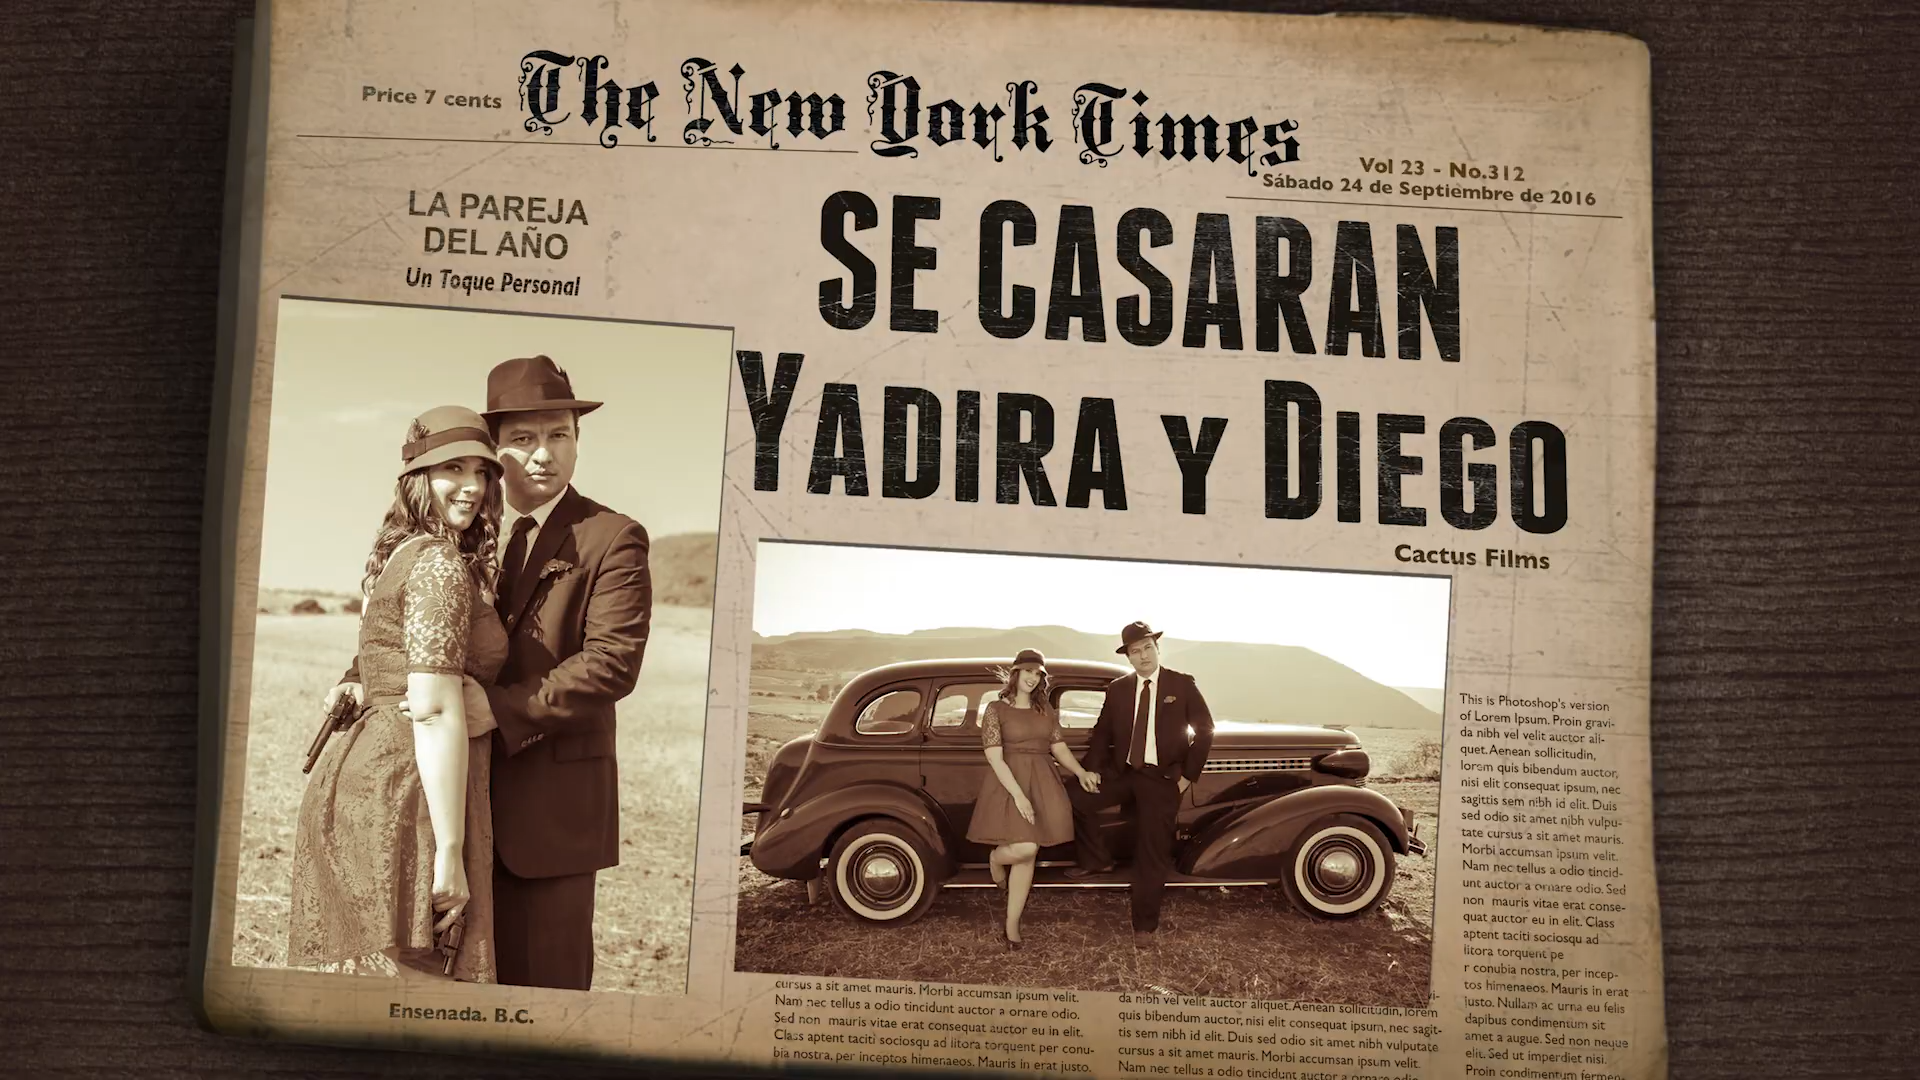 Price 7 cents
The New York Times
Vol 23 - No.312
Sábado 24 de Septiembre de 2016
LA PAREJA
DEL AÑO
Un Toque Personal
SE CASARAN
YADIRA Y DIEGO
Cactus Films
Ensenada. B.C.
cursus a sit amet mauris. Morbi accumsan ipsum velit.
Nam nec tellus a odio tincidunt auctor a ornare odio.
Sed non mauris vitae erat consequat auctor eu in elit.
Class aptent taciti sociosqu ad litora torquent per conu-
bia nostra, per inceptos himenaeos. Mauris in erat justo.
da nibh vel velit auctor aliquet. Aenean sollicitudin, lorem
quis bibendum auctor, nisi elit consequat ipsum, nec sagit-
tis sem nibh id elit. Duis sed odio sit amet nibh vulputate
cursus a sit amet mauris. Morbi accumsan ipsum velit.
Nam nec tellus a odio tincidunt auctor a ornare odio.
This is Photoshop's version
of Lorem Ipsum. Proin gravi-
da nibh vel velit auctor ali-
quet. Aenean sollicitudin,
lorem quis bibendum auctor,
nisi elit consequat ipsum, nec
sagittis sem nibh id elit. Duis
sed odio sit amet nibh vulpu-
tate cursus a sit amet mauris.
Morbi accumsan ipsum velit.
Nam nec tellus a odio tincid-
unt auctor a ornare odio. Sed
non mauris vitae erat conse-
quat auctor eu in elit. Class
aptent taciti sociosqu ad
litora torquent pe
r conubia nostra, per incep-
tos himenaeos. Mauris in erat
justo. Nullam ac urna eu felis
dapibus condimentum sit
amet a augue. Sed non neque
elit. Sed ut imperdiet nisi.
Proin condimentum fermen-